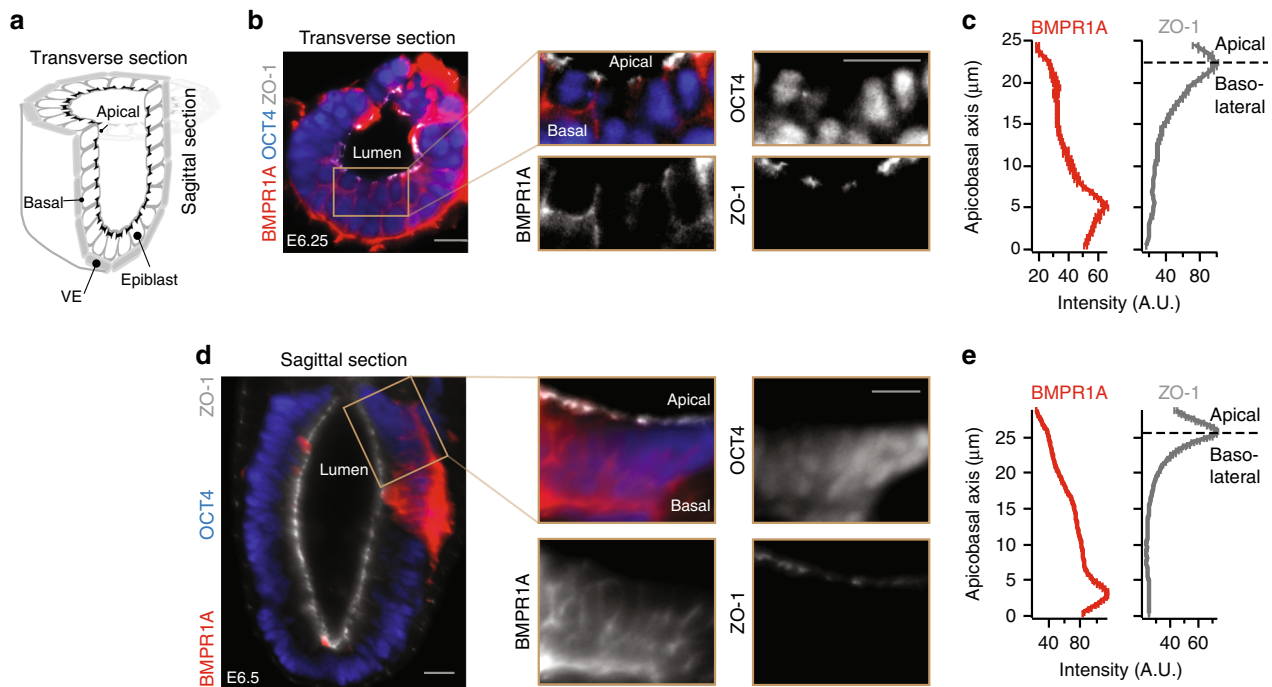 a
Transverse section
Apical
Sagittal section
Basal
Epiblast
VE
b
Transverse section
BMPR1A OCT4 ZO-1
Lumen
E6.25
Apical
Basal
OCT4
BMPR1A
ZO-1
c
BMPR1A
ZO-1
Apical
Baso-
lateral
Apicobasal axis (μm)
25
20
15
10
5
0
20 40 60
20 60 100
Intensity (A.U.)
d
Sagittal section
ZO-1
OCT4
BMPR1A
Lumen
E6.5
Apical
Basal
OCT4
BMPR1A
ZO-1
e
BMPR1A
ZO-1
Apical
Baso-
lateral
Apicobasal axis (μm)
25
20
15
10
5
0
40 80
20 40 60
Intensity (A.U.)